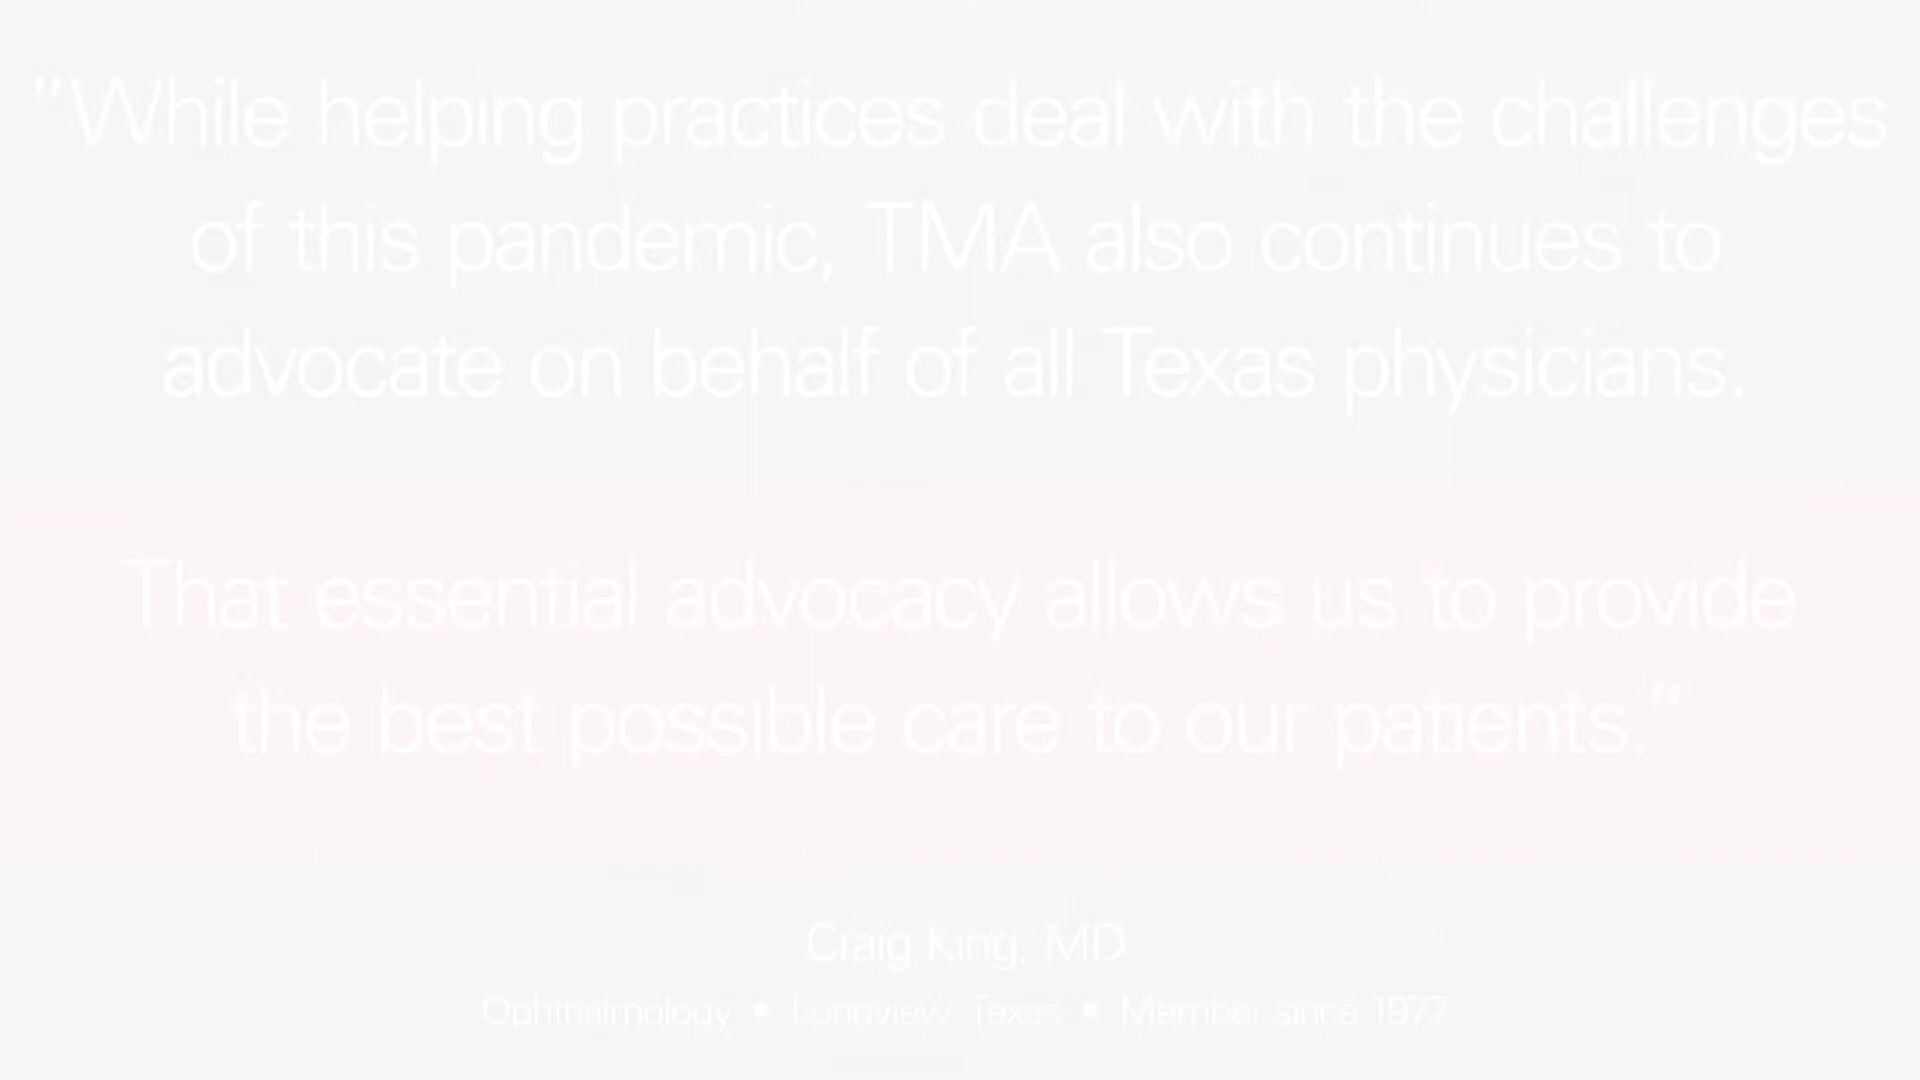 "While helping practices deal with the challenges
of this pandemic, TMA also continues to
advocate on behalf of all Texas physicians.
That essential advocacy allows us to provide
the best possible care to our patients."
Craig King, MD
Ophthalmology • Longview, Texas • Member since 1977